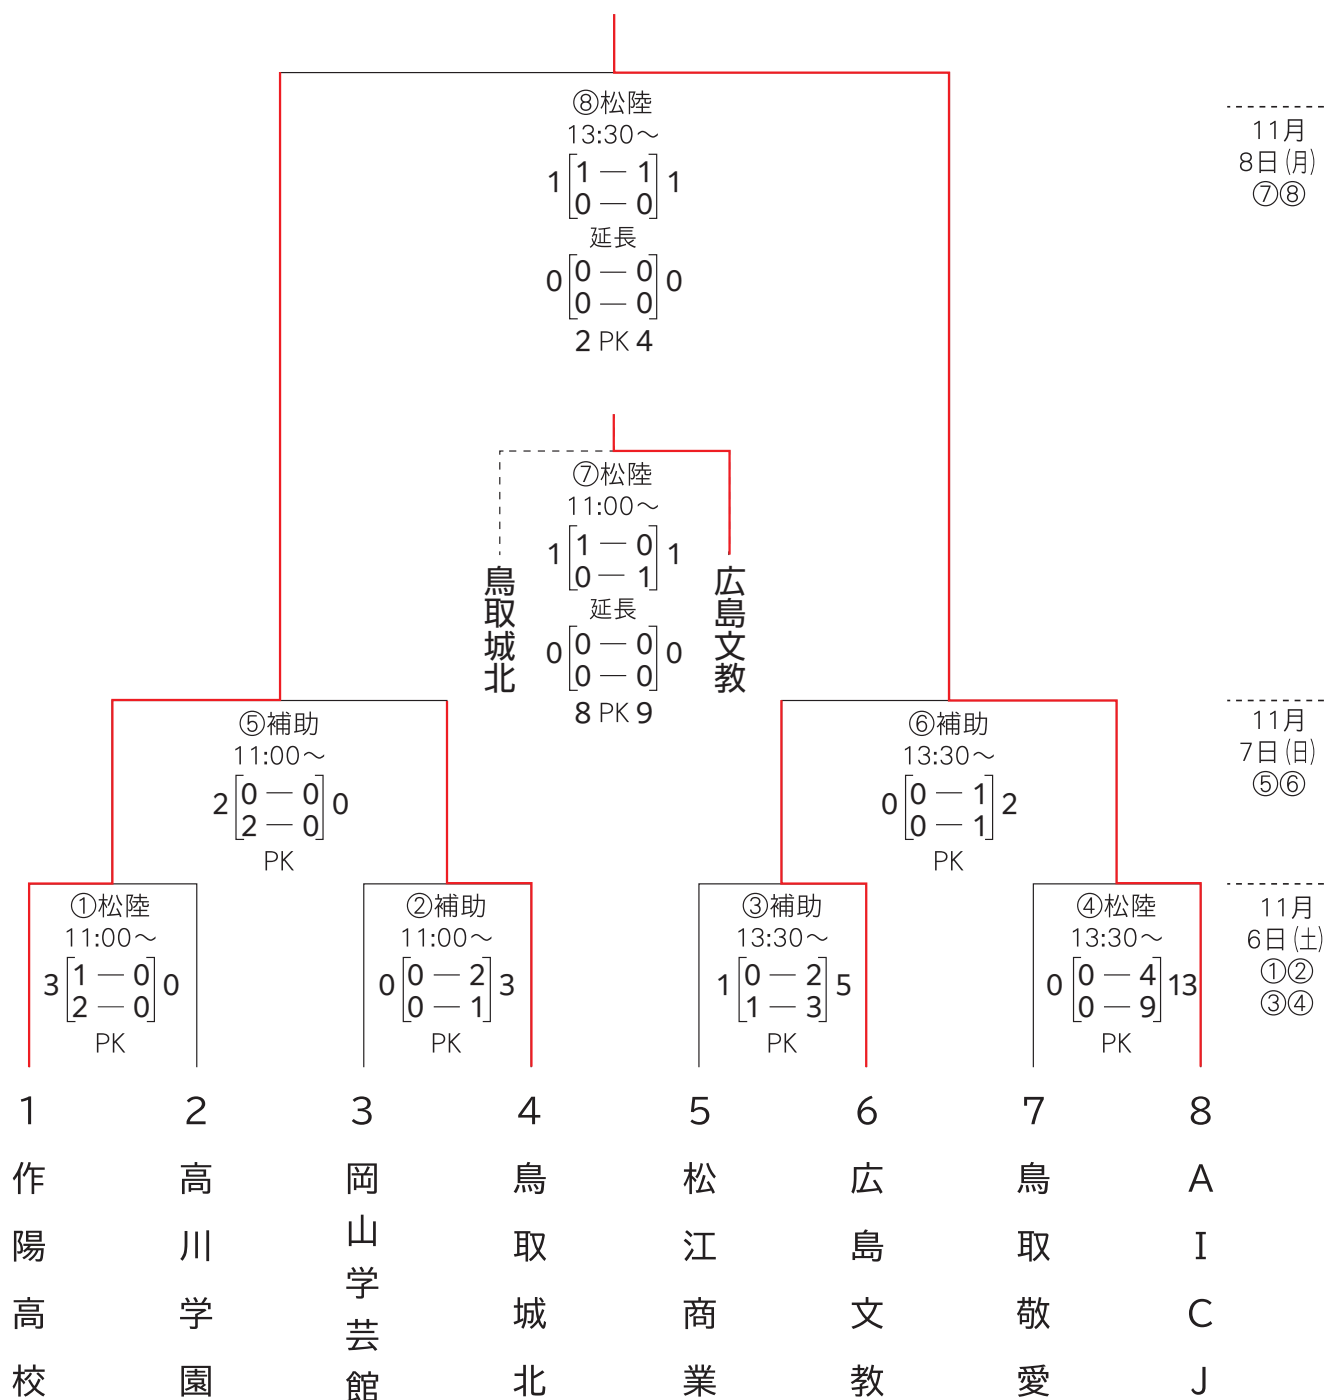 ⑧松陸
13:30～
1 1 — 1 1
0 — 0
延長
0 0 — 0 0
0 — 0
2 PK 4
11月
8日(月)
⑦⑧
⑦松陸
11:00～
1 1 — 0 1
0 — 1
延長
0 0 — 0 0
0 — 0
8 PK 9
鳥取城北
広島文教
⑤補助
11:00～
2 0 — 0 0
2 — 0
PK
⑥補助
13:30～
0 0 — 1 2
0 — 1
PK
11月
7日(日)
⑤⑥
①松陸
11:00～
3 1 — 0 0
2 — 0
PK
②補助
11:00～
0 0 — 2 3
0 — 1
PK
③補助
13:30～
1 0 — 2 5
1 — 3
PK
④松陸
13:30～
0 0 — 4 13
0 — 9
PK
11月
6日(土)
①②
③④
1 作陽高校
2 高川学園
3 岡山学芸館
4 鳥取城北
5 松江商業
6 広島文教
7 鳥取敬愛
8 AICJ